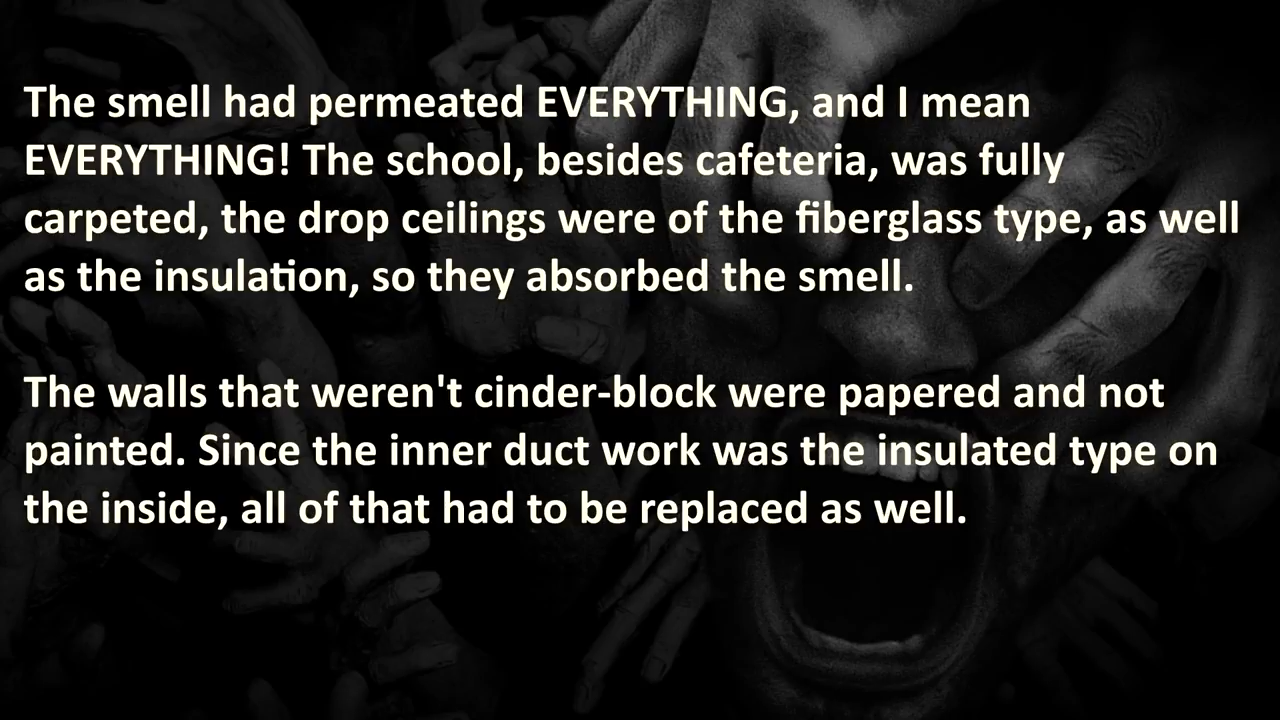 The smell had permeated EVERYTHING, and I mean
EVERYTHING! The school, besides cafeteria, was fully
carpeted, the drop ceilings were of the fiberglass type, as well
as the insulation, so they absorbed the smell.
The walls that weren't cinder-block were papered and not
painted. Since the inner duct work was the insulated type on
the inside, all of that had to be replaced as well.